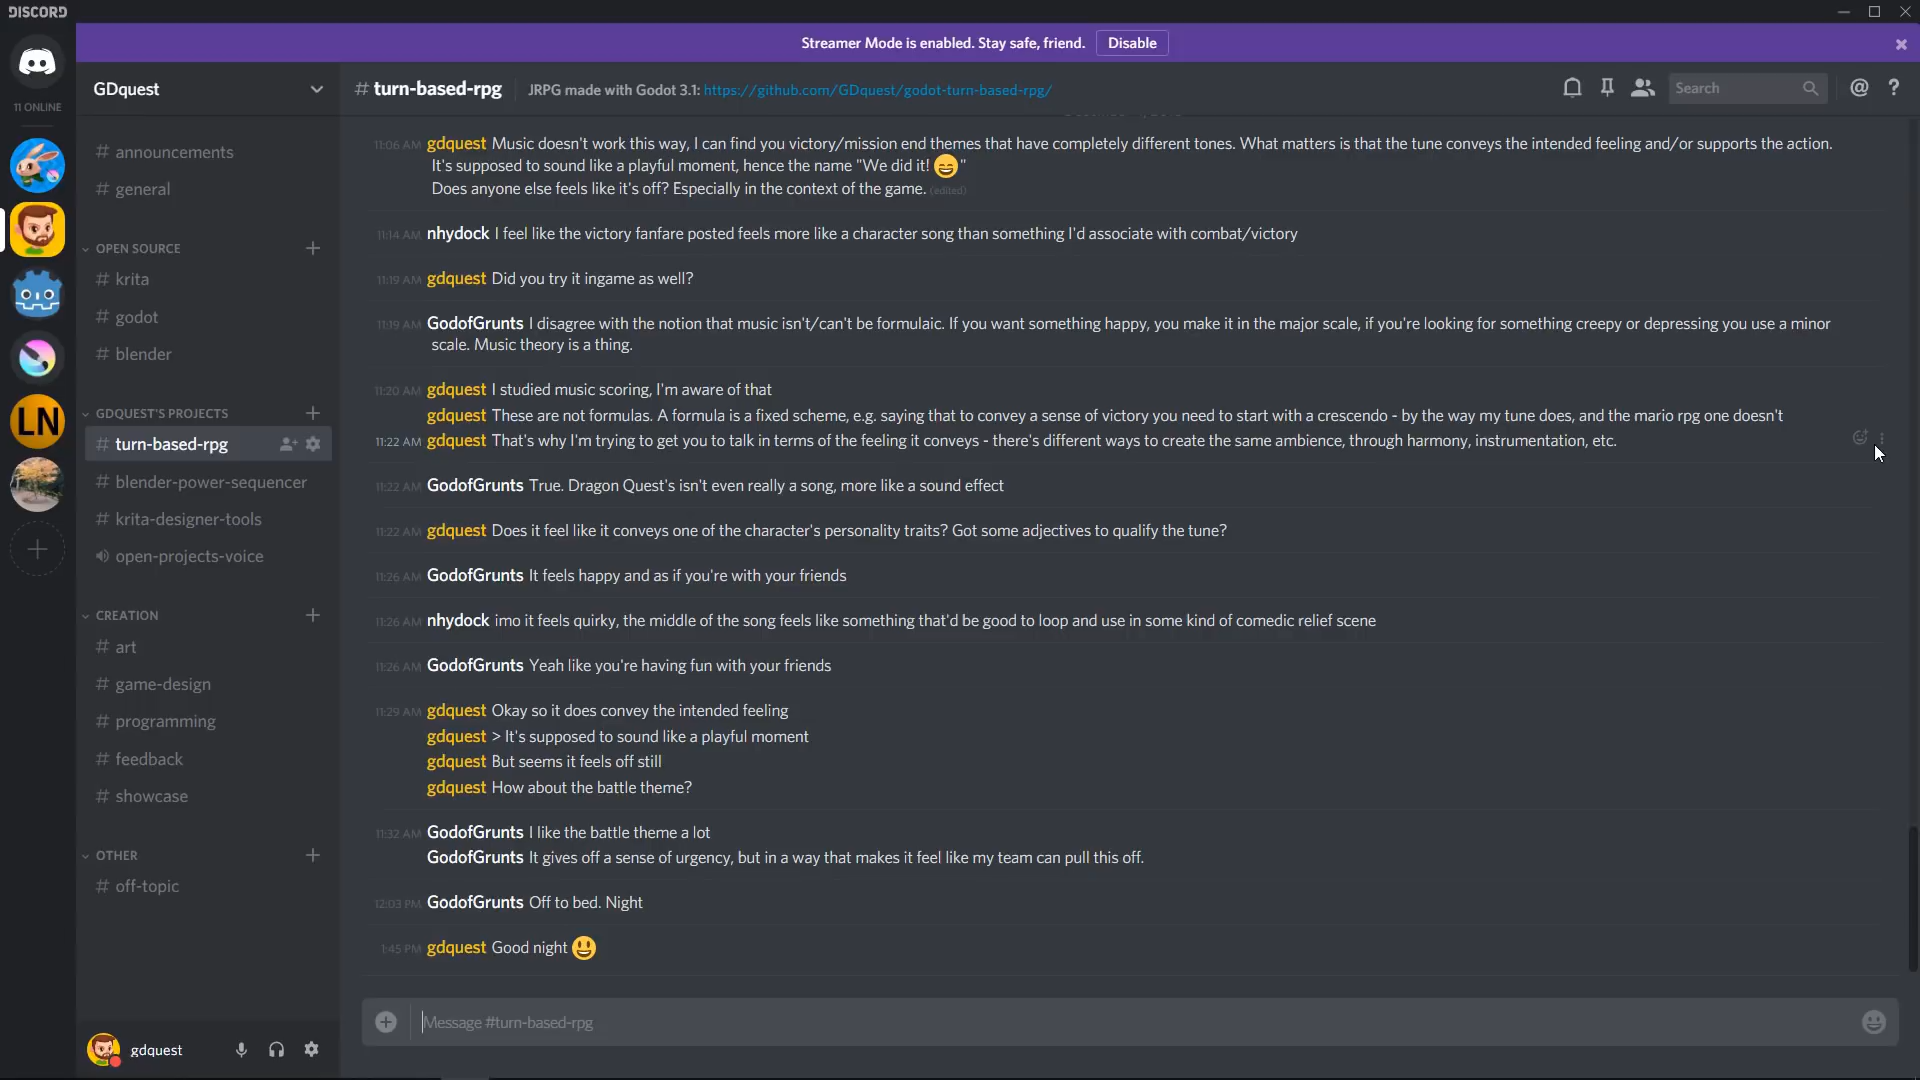 DISCORD
Streamer Mode is enabled. Stay safe, friend. Disable
11 ONLINE
LN
GDquest
# announcements
# general
OPEN SOURCE
# krita
# godot
# blender
GDQUEST'S PROJECTS
# turn-based-rpg
# blender-power-sequencer
# krita-designer-tools
open-projects-voice
CREATION
# art
# game-design
# programming
# feedback
# showcase
OTHER
# off-topic
gdquest
# turn-based-rpg JRPG made with Godot 3.1: https://github.com/GDquest/godot-turn-based-rpg/ Search @ ?
11:06 AM gdquest Music doesn't work this way, I can find you victory/mission end themes that have completely different tones. What matters is that the tune conveys the intended feeling and/or supports the action.
It's supposed to sound like a playful moment, hence the name "We did it! 😄 "
Does anyone else feels like it's off? Especially in the context of the game. (edited)
11:14 AM nhydock I feel like the victory fanfare posted feels more like a character song than something I'd associate with combat/victory
11:19 AM gdquest Did you try it ingame as well?
11:19 AM GodofGrunts I disagree with the notion that music isn't/can't be formulaic. If you want something happy, you make it in the major scale, if you're looking for something creepy or depressing you use a minor
scale. Music theory is a thing.
11:20 AM gdquest I studied music scoring, I'm aware of that
gdquest These are not formulas. A formula is a fixed scheme, e.g. saying that to convey a sense of victory you need to start with a crescendo - by the way my tune does, and the mario rpg one doesn't
11:22 AM gdquest That's why I'm trying to get you to talk in terms of the feeling it conveys - there's different ways to create the same ambience, through harmony, instrumentation, etc.
11:22 AM GodofGrunts True. Dragon Quest's isn't even really a song, more like a sound effect
11:22 AM gdquest Does it feel like it conveys one of the character's personality traits? Got some adjectives to qualify the tune?
11:26 AM GodofGrunts It feels happy and as if you're with your friends
11:26 AM nhydock imo it feels quirky, the middle of the song feels like something that'd be good to loop and use in some kind of comedic relief scene
11:26 AM GodofGrunts Yeah like you're having fun with your friends
11:29 AM gdquest Okay so it does convey the intended feeling
gdquest > It's supposed to sound like a playful moment
gdquest But seems it feels off still
gdquest How about the battle theme?
11:32 AM GodofGrunts I like the battle theme a lot
GodofGrunts It gives off a sense of urgency, but in a way that makes it feel like my team can pull this off.
12:03 PM GodofGrunts Off to bed. Night
1:45 PM gdquest Good night 😃
Message #turn-based-rpg